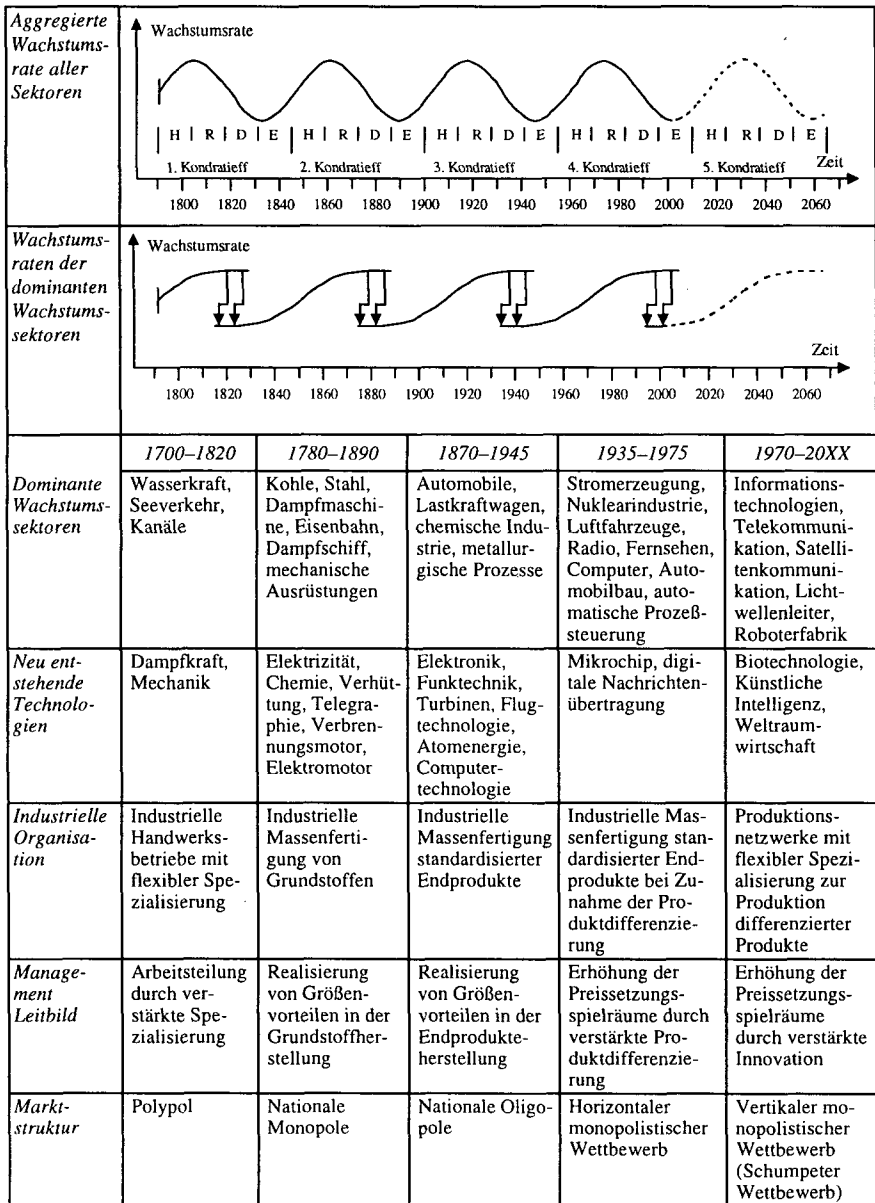 Aggregierte
Wachstums-
rate aller
Sektoren
Wachstumsrate
H R D E H R D E H R D E H R D E H R D E
1. Kondratieff 2. Kondratieff 3. Kondratieff 4. Kondratieff 5. Kondratieff Zeit
1800 1820 1840 1860 1880 1900 1920 1940 1960 1980 2000 2020 2040 2060
Wachstums-
raten der
dominanten
Wachstums-
sektoren
Wachstumsrate
Zeit
1800 1820 1840 1860 1880 1900 1920 1940 1960 1980 2000 2020 2040 2060
1700–1820 1780–1890 1870–1945 1935–1975 1970–20XX
Dominante
Wachstums-
sektoren
Wasserkraft,
Seeverkehr,
Kanäle
Kohle, Stahl,
Dampfmaschi-
ne, Eisenbahn,
Dampfschiff,
mechanische
Ausrüstungen
Automobile,
Lastkraftwagen,
chemische Indu-
strie, metallur-
gische Prozesse
Stromerzeugung,
Nuklearindustrie,
Luftfahrzeuge,
Radio, Fernsehen,
Computer, Auto-
mobilbau, auto-
matische Prozeß-
steuerung
Informations-
technologien,
Telekommuni-
kation, Satelli-
tenkommuni-
kation, Licht-
wellenleiter,
Roboterfabrik
Neu ent-
stehende
Technolo-
gien
Dampfkraft,
Mechanik
Elektrizität,
Chemie, Verhüt-
tung, Telegra-
phie, Verbren-
nungsmotor,
Elektromotor
Elektronik,
Funktechnik,
Turbinen, Flug-
technologie,
Atomenergie,
Computer-
technologie
Mikrochip, digi-
tale Nachrichten-
übertragung
Biotechnologie,
Künstliche
Intelligenz,
Weltraum-
wirtschaft
Industrielle
Organisa-
tion
Industrielle
Handwerks-
betriebe mit
flexibler Spe-
zialisierung
Industrielle
Massenferti-
gung von
Grundstoffen
Industrielle
Massenfertigung
standardisierter
Endprodukte
Industrielle Mas-
senfertigung stan-
dardisierter End-
produkte bei Zu-
nahme der Pro-
duktdifferenzie-
rung
Produktions-
netzwerke mit
flexibler Spezi-
alisierung zur
Produktion
differenzierter
Produkte
Manage-
ment
Leitbild
Arbeitsteilung
durch ver-
stärkte Spe-
zialisierung
Realisierung
von Größen-
vorteilen in der
Grundstoffher-
stellung
Realisierung
von Größen-
vorteilen in der
Endprodukte-
herstellung
Erhöhung der
Preissetzungs-
spielräume durch
verstärkte Pro-
duktdifferenzie-
rung
Erhöhung der
Preissetzungs-
spielräume
durch verstärkte
Innovation
Markt-
struktur
Polypol
Nationale
Monopole
Nationale Oligo-
pole
Horizontaler
monopolistischer
Wettbewerb
Vertikaler mo-
nopolistischer
Wettbewerb
(Schumpeter
Wettbewerb)